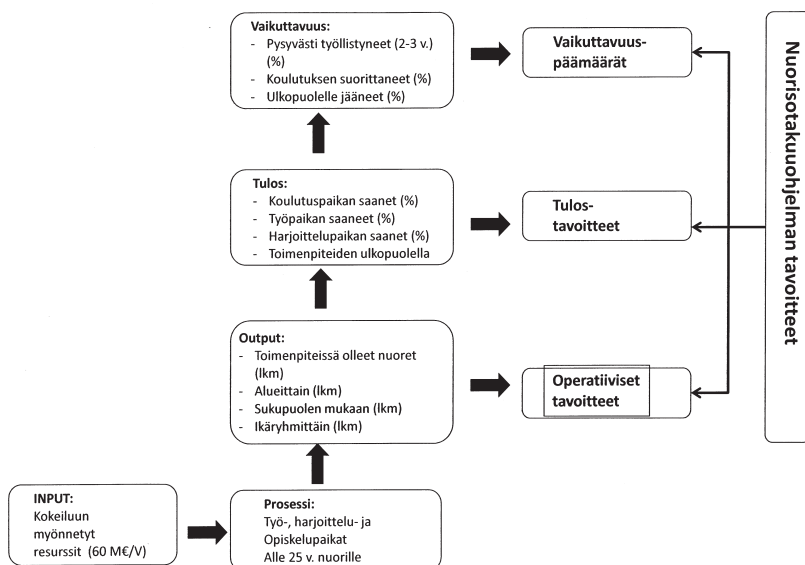 Vaikuttavuus:
- Pysyvästi työllistyneet (2-3 v.)
(%)
- Koulutuksen suorittaneet (%)
- Ulkopuolelle jääneet (%)
Vaikuttavuus-
päämäärät
Tulos:
- Koulutuspaikan saanet (%)
- Työpaikan saaneet (%)
- Harjoittelupaikan saanet (%)
- Toimenpiteiden ulkopuolella
Tulos-
tavoitteet
Output:
- Toimenpiteissä olleet nuoret
(lkm)
- Alueittain (lkm)
- Sukupuolen mukaan (lkm)
- Ikäryhmittäin (lkm)
Operatiiviset
tavoitteet
INPUT:
Kokeiluun
myönnetyt
resurssit (60 M€/V)
Prosessi:
Työ-, harjoittelu- ja
Opiskelupaikat
Alle 25 v. nuorille
Nuorisotakuuohjelman tavoitteet